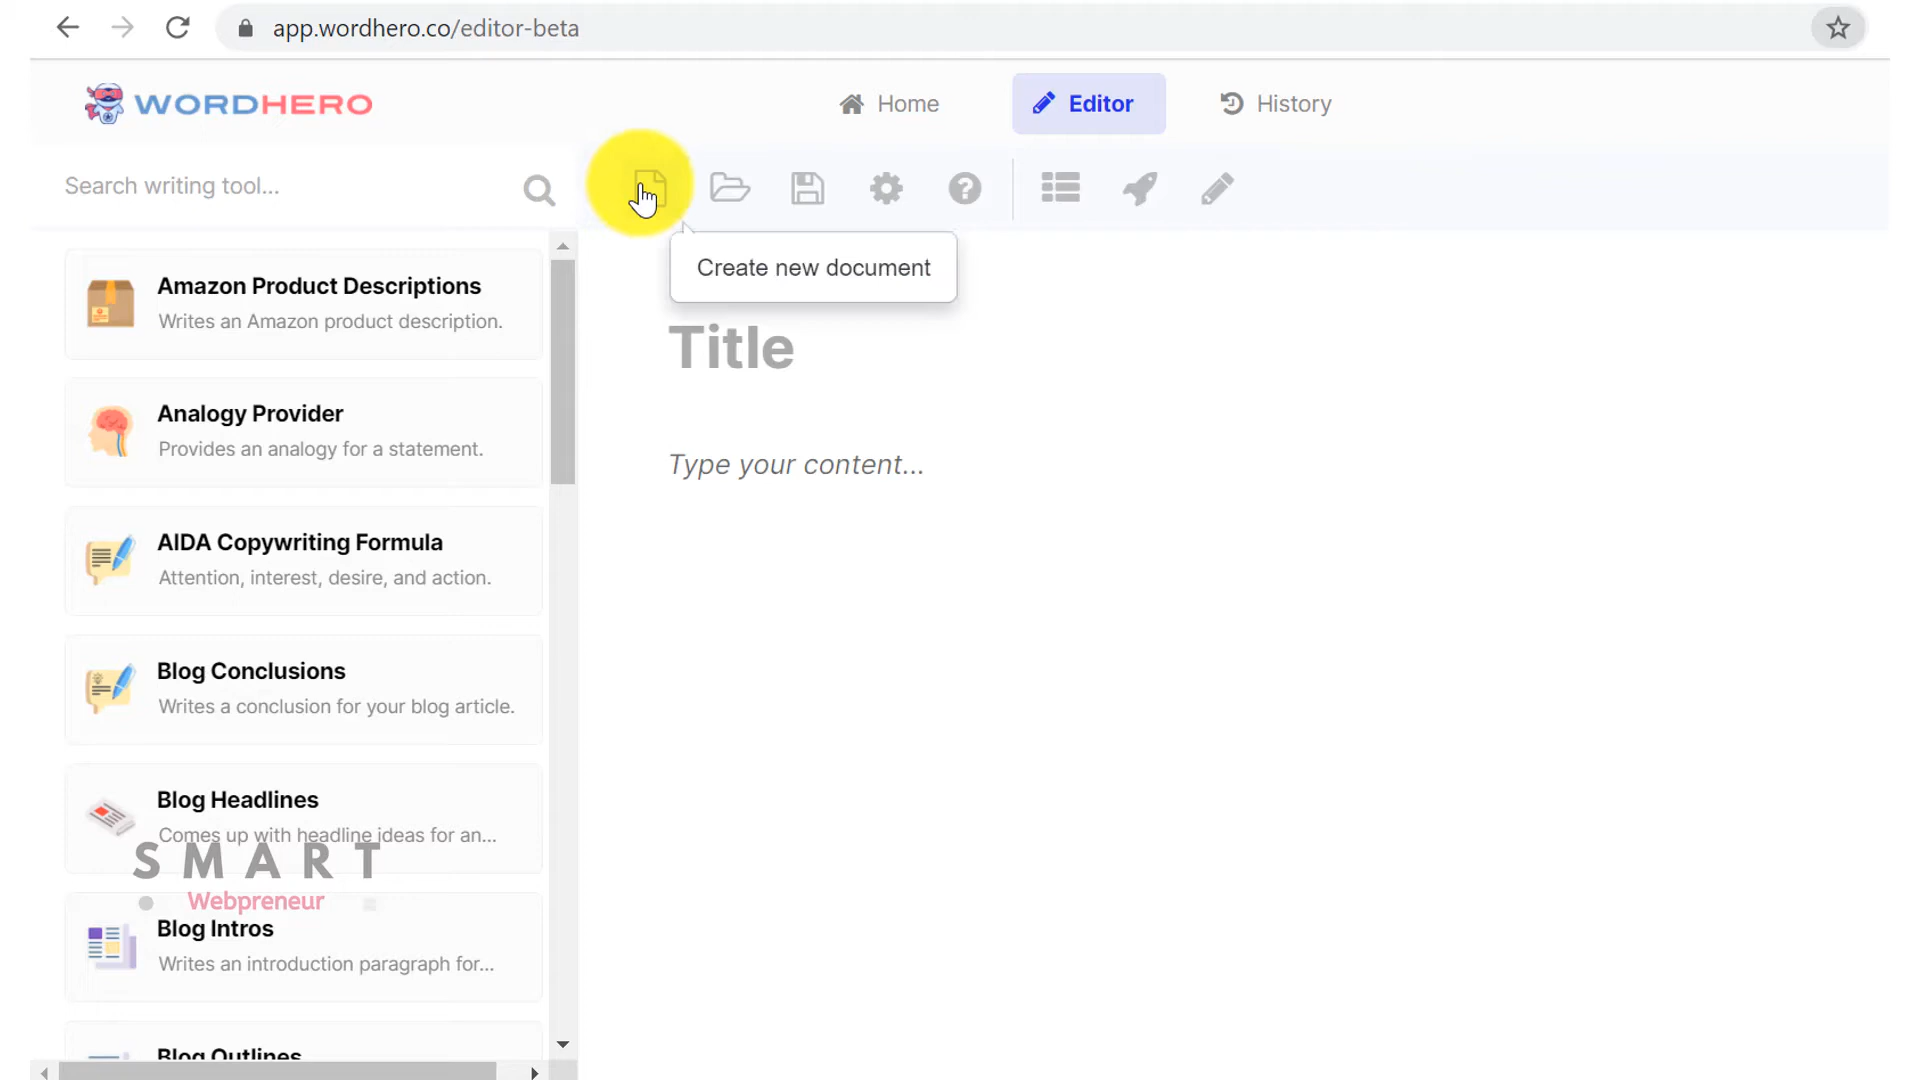 app.wordhero.co/editor-beta
WORDHERO
Home
Editor
History
Search writing tool...
Create new document
Amazon Product Descriptions
Writes an Amazon product description.
Analogy Provider
Provides an analogy for a statement.
AIDA Copywriting Formula
Attention, interest, desire, and action.
Blog Conclusions
Writes a conclusion for your blog article.
Blog Headlines
Comes up with headline ideas for an...
SMART
Webpreneur
Blog Intros
Writes an introduction paragraph for...
Blog Outlines
Title
Type your content...